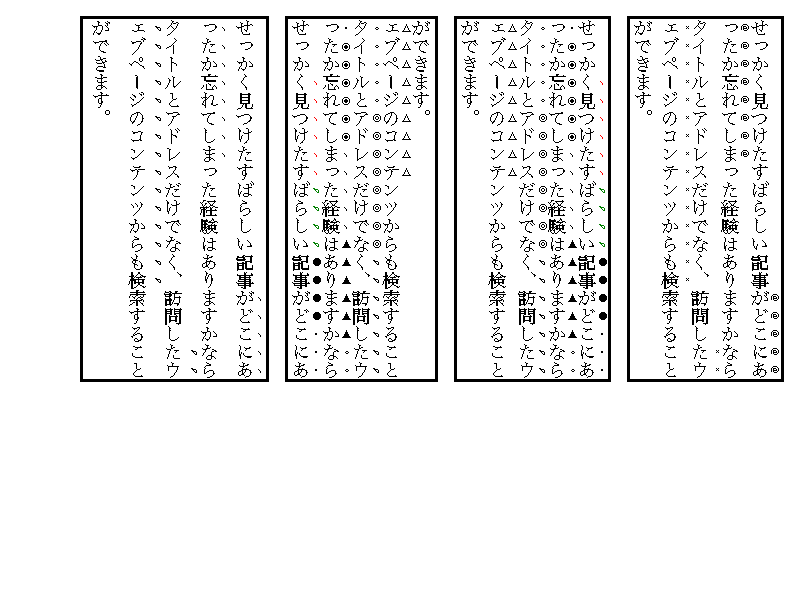 せっかく見つけたすばらしい記事がどこにあ
ったか忘れてしまった経験はありますかなら
タイトルとアドレスだけでなく、訪問したウ
ェブページのコンテンツからも検索すること
ができます。
せっかく見つけたすばらしい記事がどこにあ
ったか忘れてしまった経験はありますかなら
タイトルとアドレスだけでなく、訪問したウ
ェブページのコンテンツからも検索すること
ができます。
せっかく見つけたすばらしい記事がどこにあ
ったか忘れてしまった経験はありますかなら
タイトルとアドレスだけでなく、訪問したウ
ェブページのコンテンツからも検索すること
ができます。
せっかく見つけたすばらしい記事がどこにあ
ったか忘れてしまった経験はありますかなら
タイトルとアドレスだけでなく、訪問したウ
ェブページのコンテンツからも検索すること
ができます。